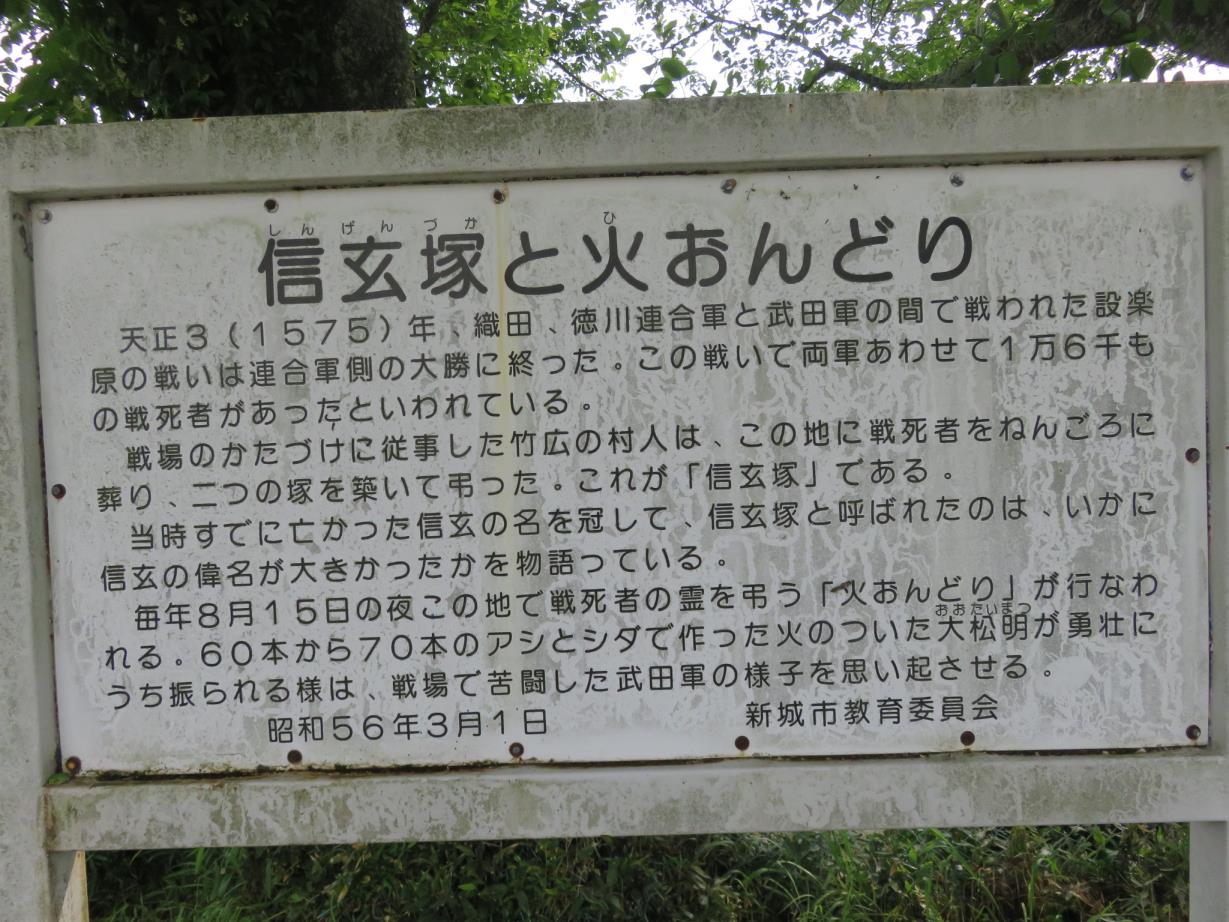 しんげんづか ひ
信玄塚と火おんどり
天正3(1575)年、織田、徳川連合軍と武田軍の間で戦われた設楽
原の戦いは連合軍側の大勝に終った。この戦いで両軍あわせて1万6千も
の戦死者があったといわれている。
戦場のかたづけに従事した竹広の村人は、この地に戦死者をねんごろに
葬り、二つの塚を築いて弔った。これが「信玄塚」である。
当時すでに亡かった信玄の名を冠して、信玄塚と呼ばれたのは、いかに
信玄の偉名が大きかったかを物語っている。
毎年8月15日の夜この地で戦死者の霊を弔う「火おんどり」が行なわ
おおたいまつ
れる。60本から70本のアシとシダで作った火のついた大松明が勇壮に
うち振られる様は、戦場で苦闘した武田軍の様子を思い起させる。
昭和56年3月1日 新城市教育委員会